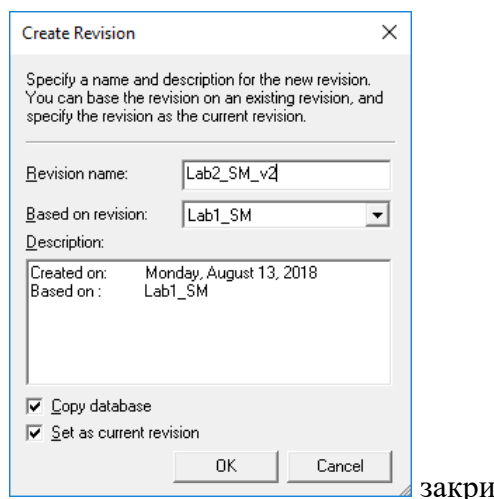 Create Revision
Specify a name and description for the new revision.
You can base the revision on an existing revision, and
specify the revision as the current revision.
Revision name: Lab2_SM_v2
Based on revision: Lab1_SM
Description:
Created on: Monday, August 13, 2018
Based on : Lab1_SM
Copy database
Set as current revision
OK Cancel
закри